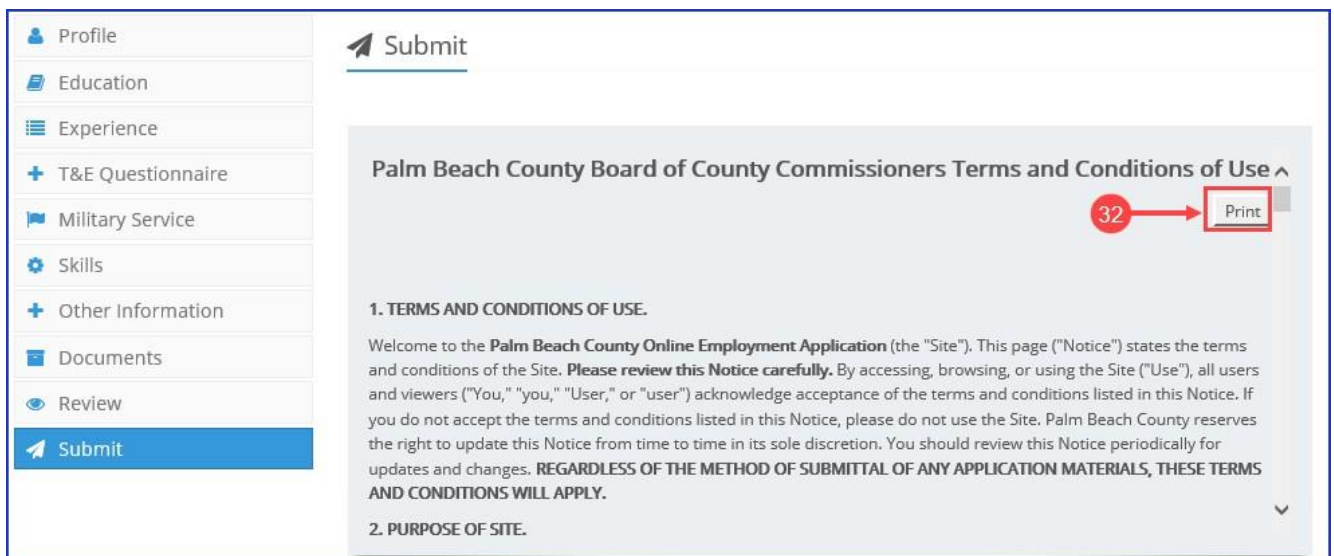 Profile
Education
Experience
T&E Questionnaire
Military Service
Skills
Other Information
Documents
Review
Submit
Submit
Palm Beach County Board of County Commissioners Terms and Conditions of Use
32
Print
1. TERMS AND CONDITIONS OF USE.
Welcome to the Palm Beach County Online Employment Application (the "Site"). This page ("Notice") states the terms
and conditions of the Site. Please review this Notice carefully. By accessing, browsing, or using the Site ("Use"), all users
and viewers ("You," "you," "User," or "user") acknowledge acceptance of the terms and conditions listed in this Notice. If
you do not accept the terms and conditions listed in this Notice, please do not use the Site. Palm Beach County reserves
the right to update this Notice from time to time in its sole discretion. You should review this Notice periodically for
updates and changes. REGARDLESS OF THE METHOD OF SUBMITTAL OF ANY APPLICATION MATERIALS, THESE TERMS
AND CONDITIONS WILL APPLY.
2. PURPOSE OF SITE.